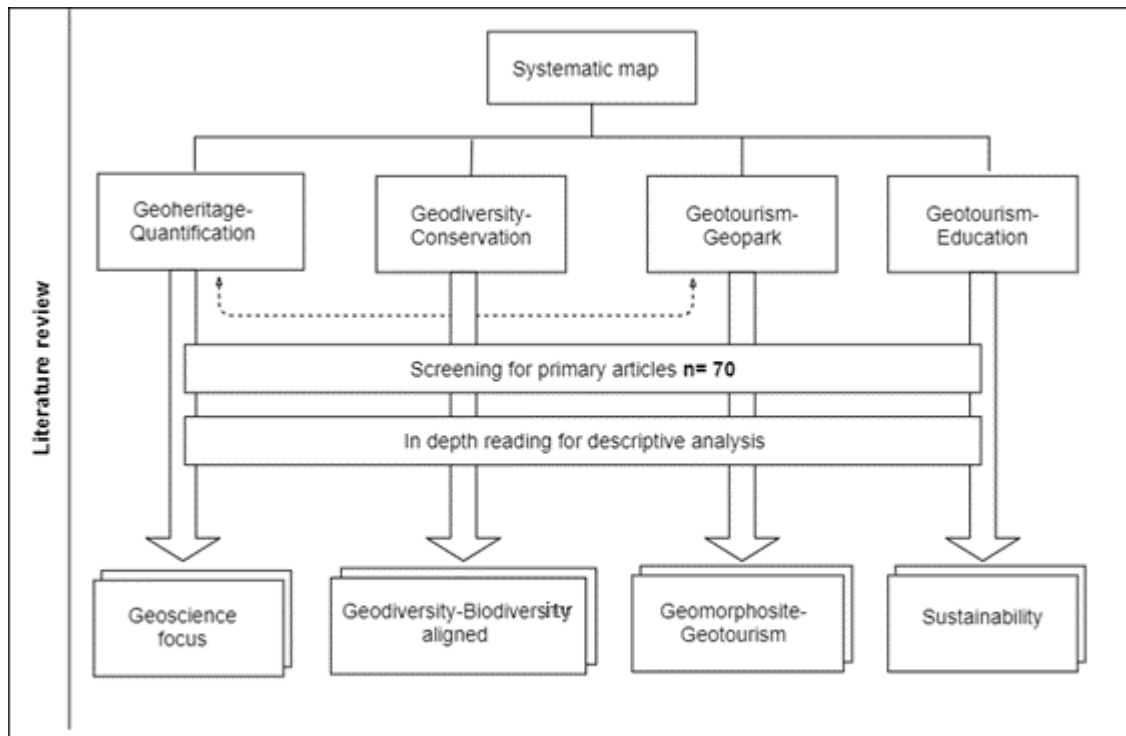 Literature review
Systematic map
Geoheritage-
Quantification
Geodiversity-
Conservation
Geotourism-
Geopark
Geotourism-
Education
Screening for primary articles n= 70
In depth reading for descriptive analysis
Geoscience
focus
Geodiversity-Biodiversity
aligned
Geomorphosite-
Geotourism
Sustainability